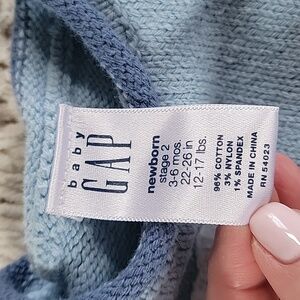 baby
GAP
newborn
stage 2
3-6 mos.
22-26 in
12-17 lbs.
96% COTTON
3% NYLON
1% SPANDEX
MADE IN CHINA
RN 54023